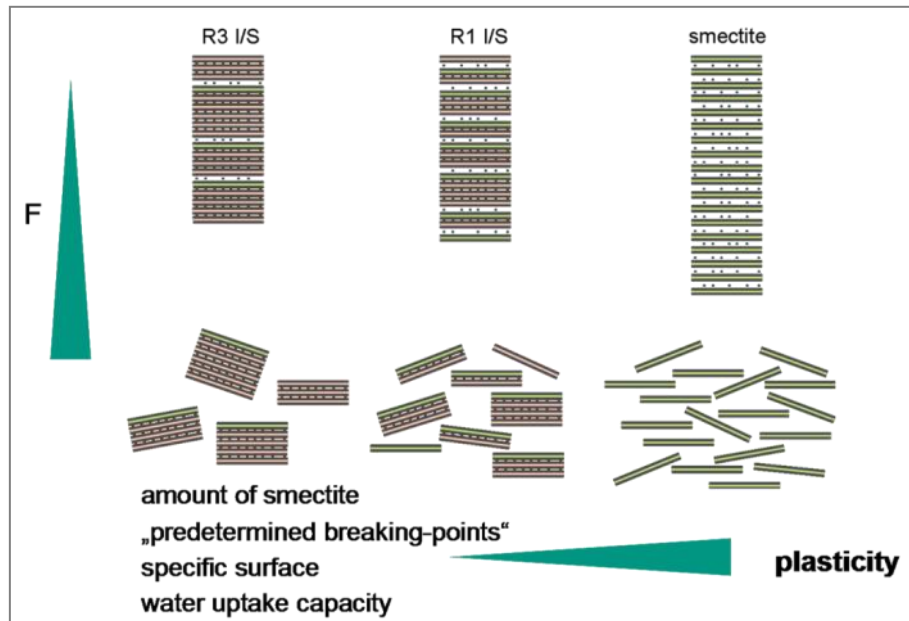 R3 I/S
R1 I/S
smectite
F
amount of smectite
„predetermined breaking-points“
specific surface
water uptake capacity
plasticity